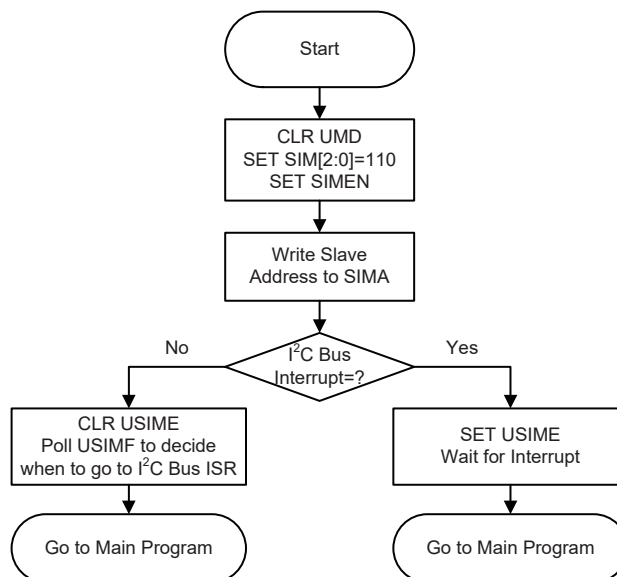 Start
CLR UMD
SET SIM[2:0]=110
SET SIMEN
Write Slave
Address to SIMA
I²C Bus
Interrupt=?
No
Yes
CLR USIME
Poll USIMF to decide
when to go to I²C Bus ISR
SET USIME
Wait for Interrupt
Go to Main Program
Go to Main Program